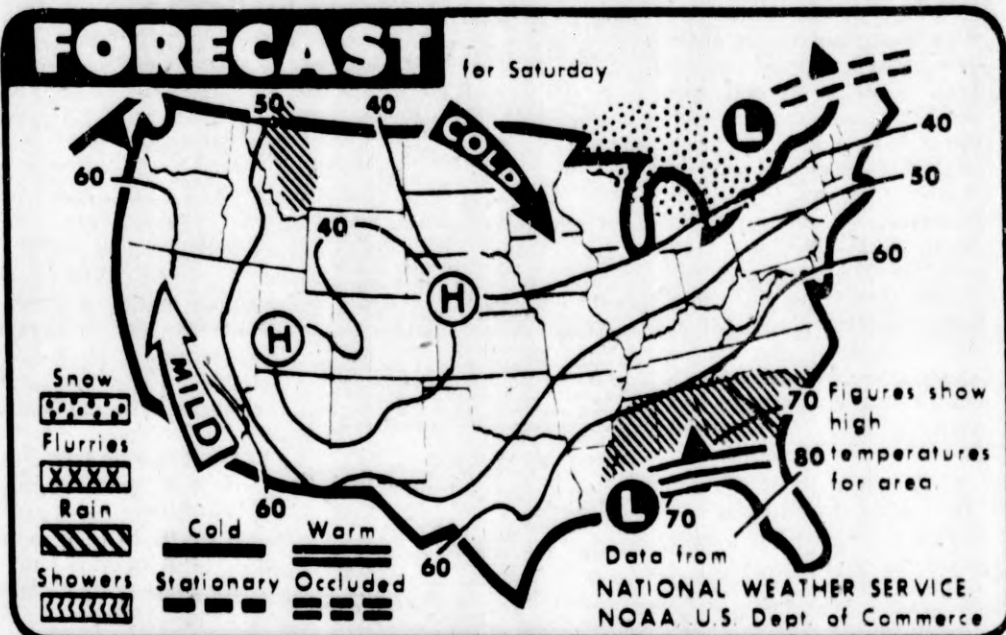 FORECAST
for Saturday
50
40
COLD
L
40
50
60
60
40
H
H
MILD
Snow
Flurries
Rain
Showers
Cold
Warm
Stationary
Occluded
60
60
L
70
70
80
Figures show
high
temperatures
for area.
Data from
NATIONAL WEATHER SERVICE,
NOAA, U.S. Dept. of Commerce